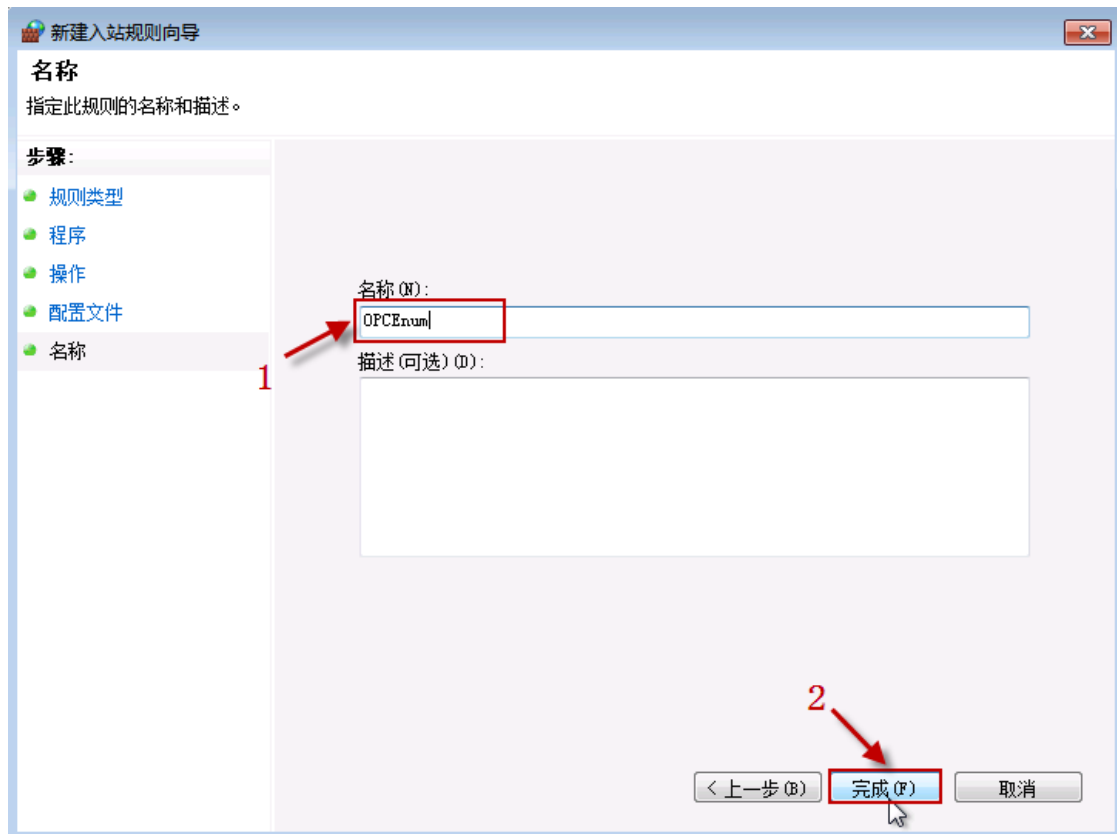 新建入站规则向导
名称
指定此规则的名称和描述。
步骤:
规则类型
程序
操作
配置文件
名称
名称(N):
OPCEnum
1
描述(可选)(D):
2
< 上一步(B)
完成(F)
取消